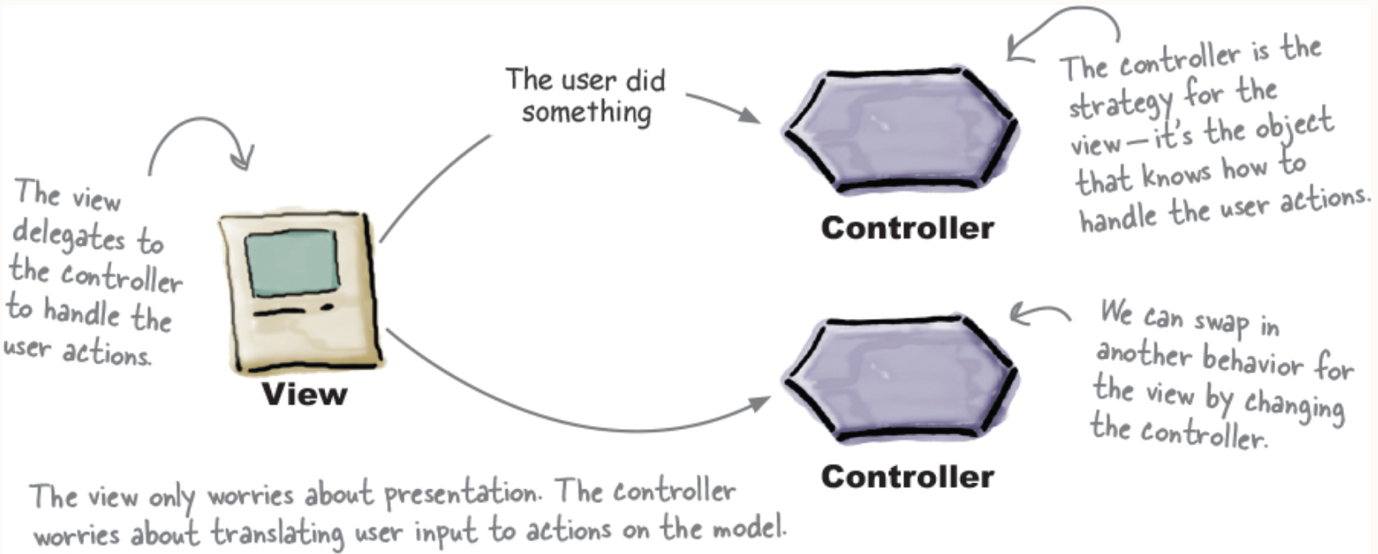 The user did
something
The controller is the
strategy for the
view—it's the object
that knows how to
handle the user actions.
Controller
The view
delegates to
the controller
to handle the
user actions.
View
We can swap in
another behavior for
the view by changing
the controller.
Controller
The view only worries about presentation. The controller
worries about translating user input to actions on the model.